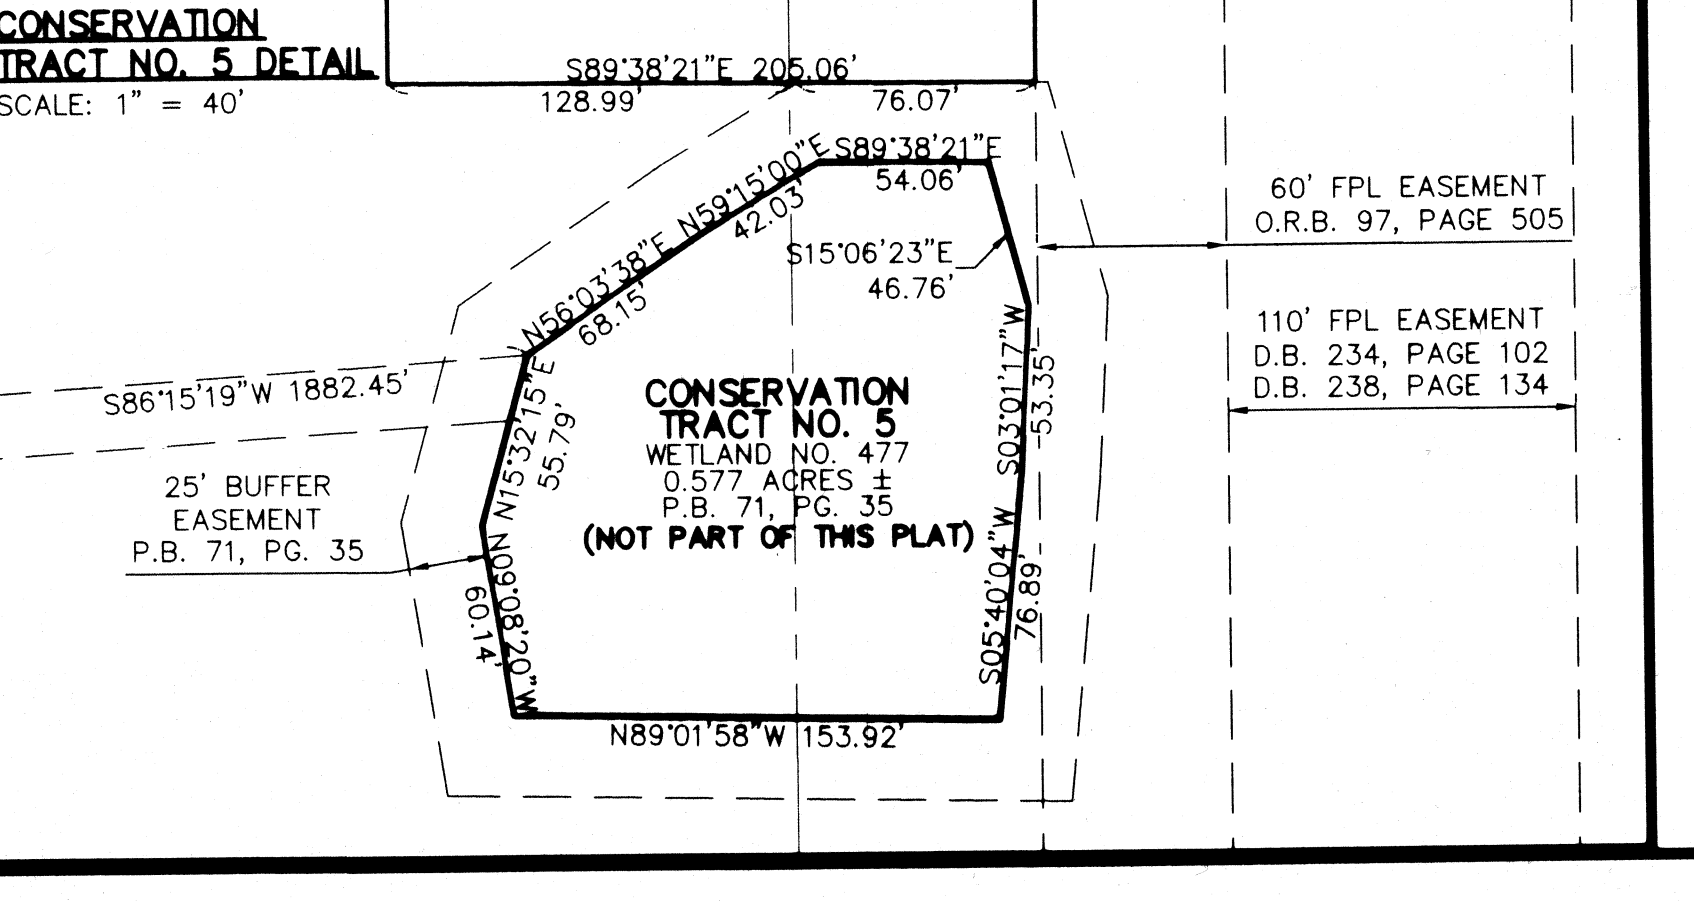 CONSERVATION
TRACT NO. 5 DETAIL
SCALE: 1" = 40'
S89°38'21"E 205.06'
128.99'
76.07'
S89°38'21"E
54.06'
N59°15'00"E
42.03'
N56°03'38"E
68.15'
S15°06'23"E
46.76'
60' FPL EASEMENT
O.R.B. 97, PAGE 505
110' FPL EASEMENT
D.B. 234, PAGE 102
D.B. 238, PAGE 134
S86°15'19"W 1882.45'
N15°32'15"E
55.79'
S03°01'17"W
53.35'
CONSERVATION
TRACT NO. 5
WETLAND NO. 477
0.577 ACRES ±
P.B. 71, PG. 35
(NOT PART OF THIS PLAT)
25' BUFFER
EASEMENT
P.B. 71, PG. 35
N09°08'20"W
60.14'
S05°40'04"W
76.89'
N89°01'58"W 153.92'